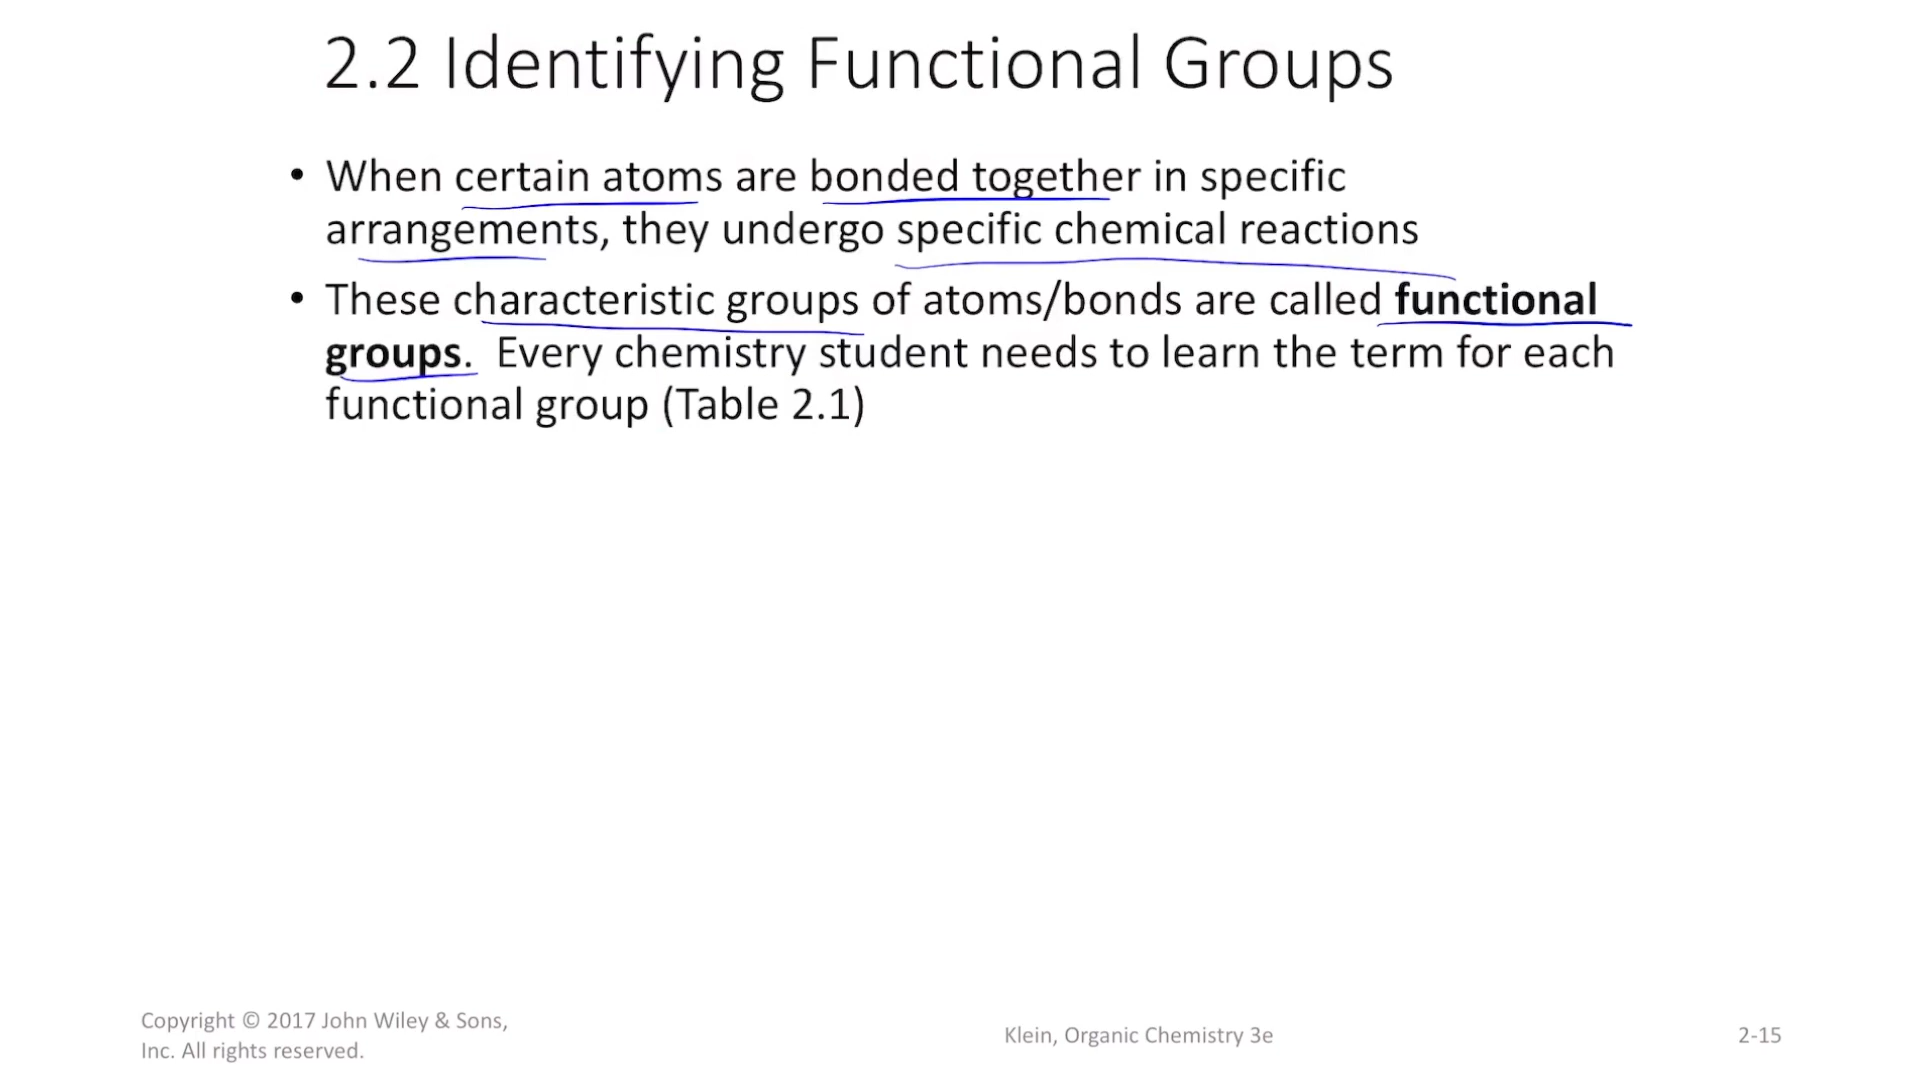 2.2 Identifying Functional Groups
• When certain atoms are bonded together in specific
arrangements, they undergo specific chemical reactions
• These characteristic groups of atoms/bonds are called functional
groups. Every chemistry student needs to learn the term for each
functional group (Table 2.1)
Copyright © 2017 John Wiley & Sons,
Inc. All rights reserved.
Klein, Organic Chemistry 3e
2-15